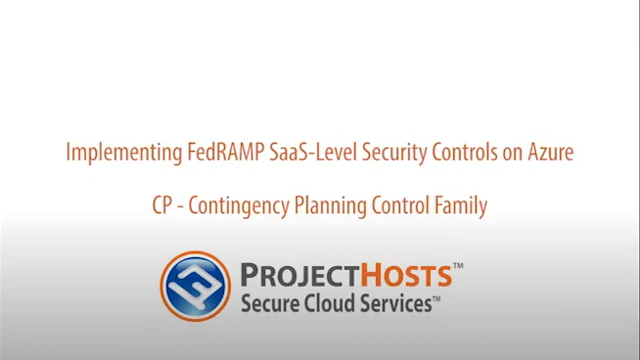 Implementing FedRAMP SaaS-Level Security Controls on Azure
CP - Contingency Planning Control Family
PROJECTHOSTS™
Secure Cloud Services™